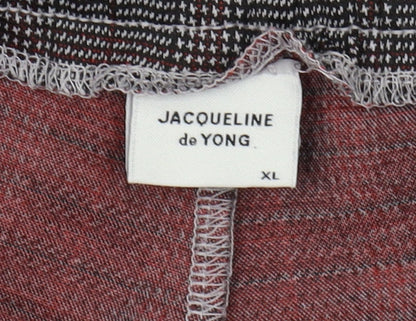 JACQUELINE
de YONG
XL